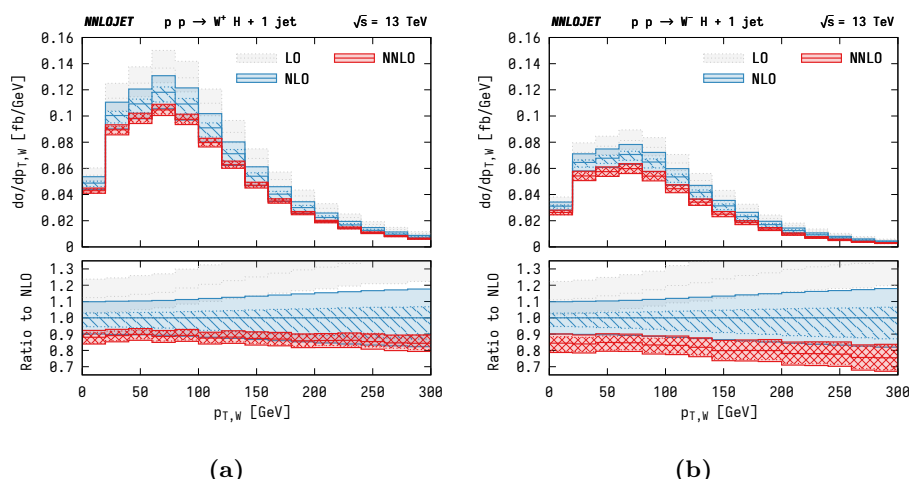 NNLOJET p p → W⁺ H + 1 jet √s = 13 TeV
LO NNLO
NLO
dσ/dp_T,W [fb/GeV]
0.16
0.14
0.12
0.1
0.08
0.06
0.04
0.02
0
Ratio to NLO
1.3
1.2
1.1
1.0
0.9
0.8
0.7
0 50 100 150 200 250 300
p_T,W [GeV]
(a)
NNLOJET p p → W⁻ H + 1 jet √s = 13 TeV
LO NNLO
NLO
dσ/dp_T,W [fb/GeV]
0.16
0.14
0.12
0.1
0.08
0.06
0.04
0.02
0
Ratio to NLO
1.3
1.2
1.1
1.0
0.9
0.8
0.7
0 50 100 150 200 250 300
p_T,W [GeV]
(b)